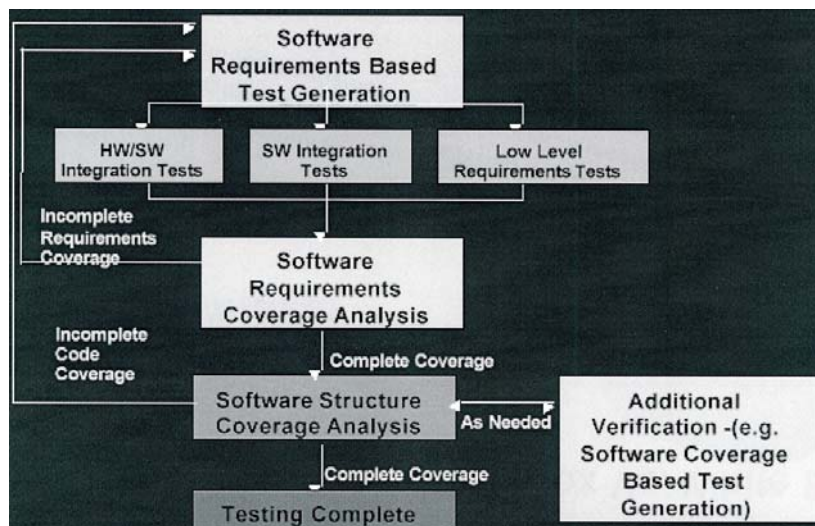 Software
Requirements Based
Test Generation
HW/SW
Integration Tests
SW Integration
Tests
Low Level
Requirements Tests
Incomplete
Requirements
Coverage
Software
Requirements
Coverage Analysis
Incomplete
Code
Coverage
Complete Coverage
Software Structure
Coverage Analysis
As Needed
Additional
Verification -(e.g.
Software Coverage
Based Test
Generation)
Complete Coverage
Testing Complete